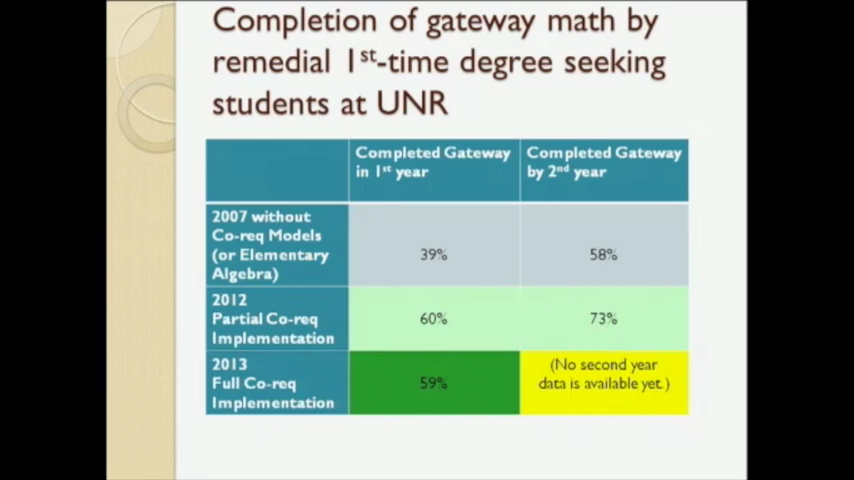 Completion of gateway math by
remedial 1st-time degree seeking
students at UNR
Completed Gateway
in 1st year
Completed Gateway
by 2nd year
2007 without
Co-req Models
(or Elementary
Algebra)
39%
58%
2012
Partial Co-req
Implementation
60%
73%
2013
Full Co-req
Implementation
59%
(No second year
data is available yet.)